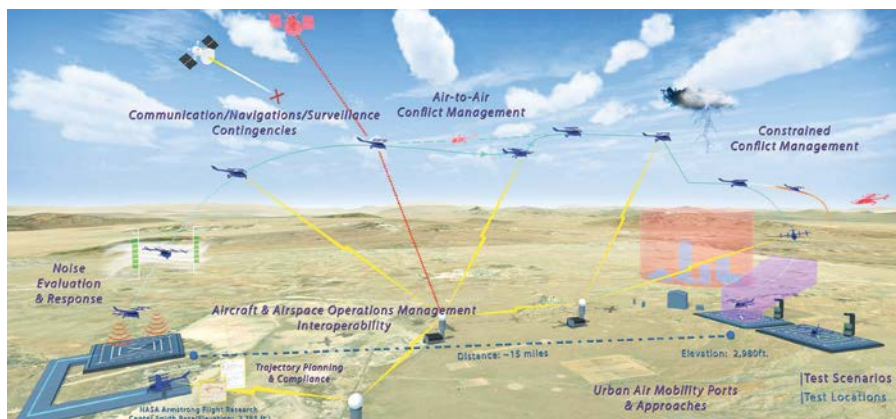 Communication/Navigations/Surveillance
Contingencies
Air-to-Air
Conflict Management
Constrained
Conflict Management
Noise
Evaluation
& Response
Aircraft & Airspace Operations Management
Interoperability
Distance: ~15 miles
Elevation: 2,980ft.
Trajectory Planning
& Compliance
Urban Air Mobility Ports
& Approaches
Test Scenarios
Test Locations
NASA Armstrong Flight Research